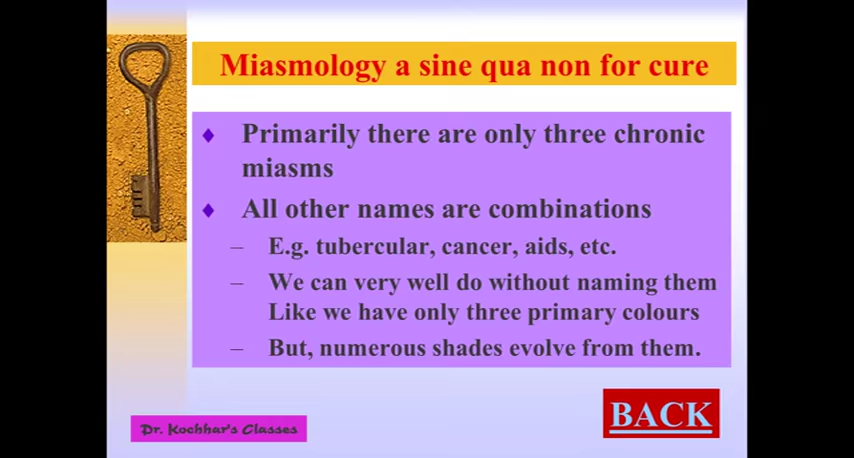 Miasmology a sine qua non for cure
♦ Primarily there are only three chronic
miasms
♦ All other names are combinations
– E.g. tubercular, cancer, aids, etc.
– We can very well do without naming them
Like we have only three primary colours
– But, numerous shades evolve from them.
BACK
Dr. Kochhar's Classes